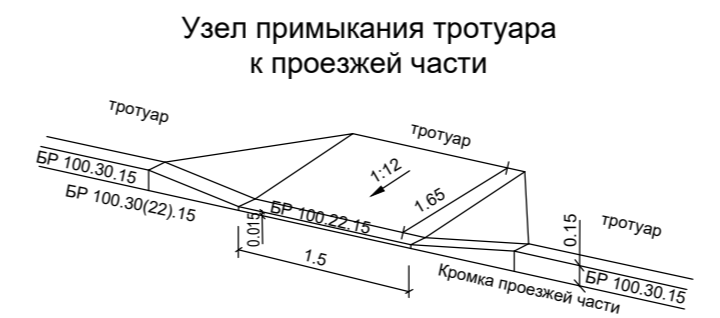 Узел примыкания тротуара
к проезжей части
тротуар
тротуар
БР 100.30.15
1:12
1.65
БР 100.30(22).15
БР 100.22.15
тротуар
0.015
0.15
1.5
Кромка проезжей части
БР 100.30.15